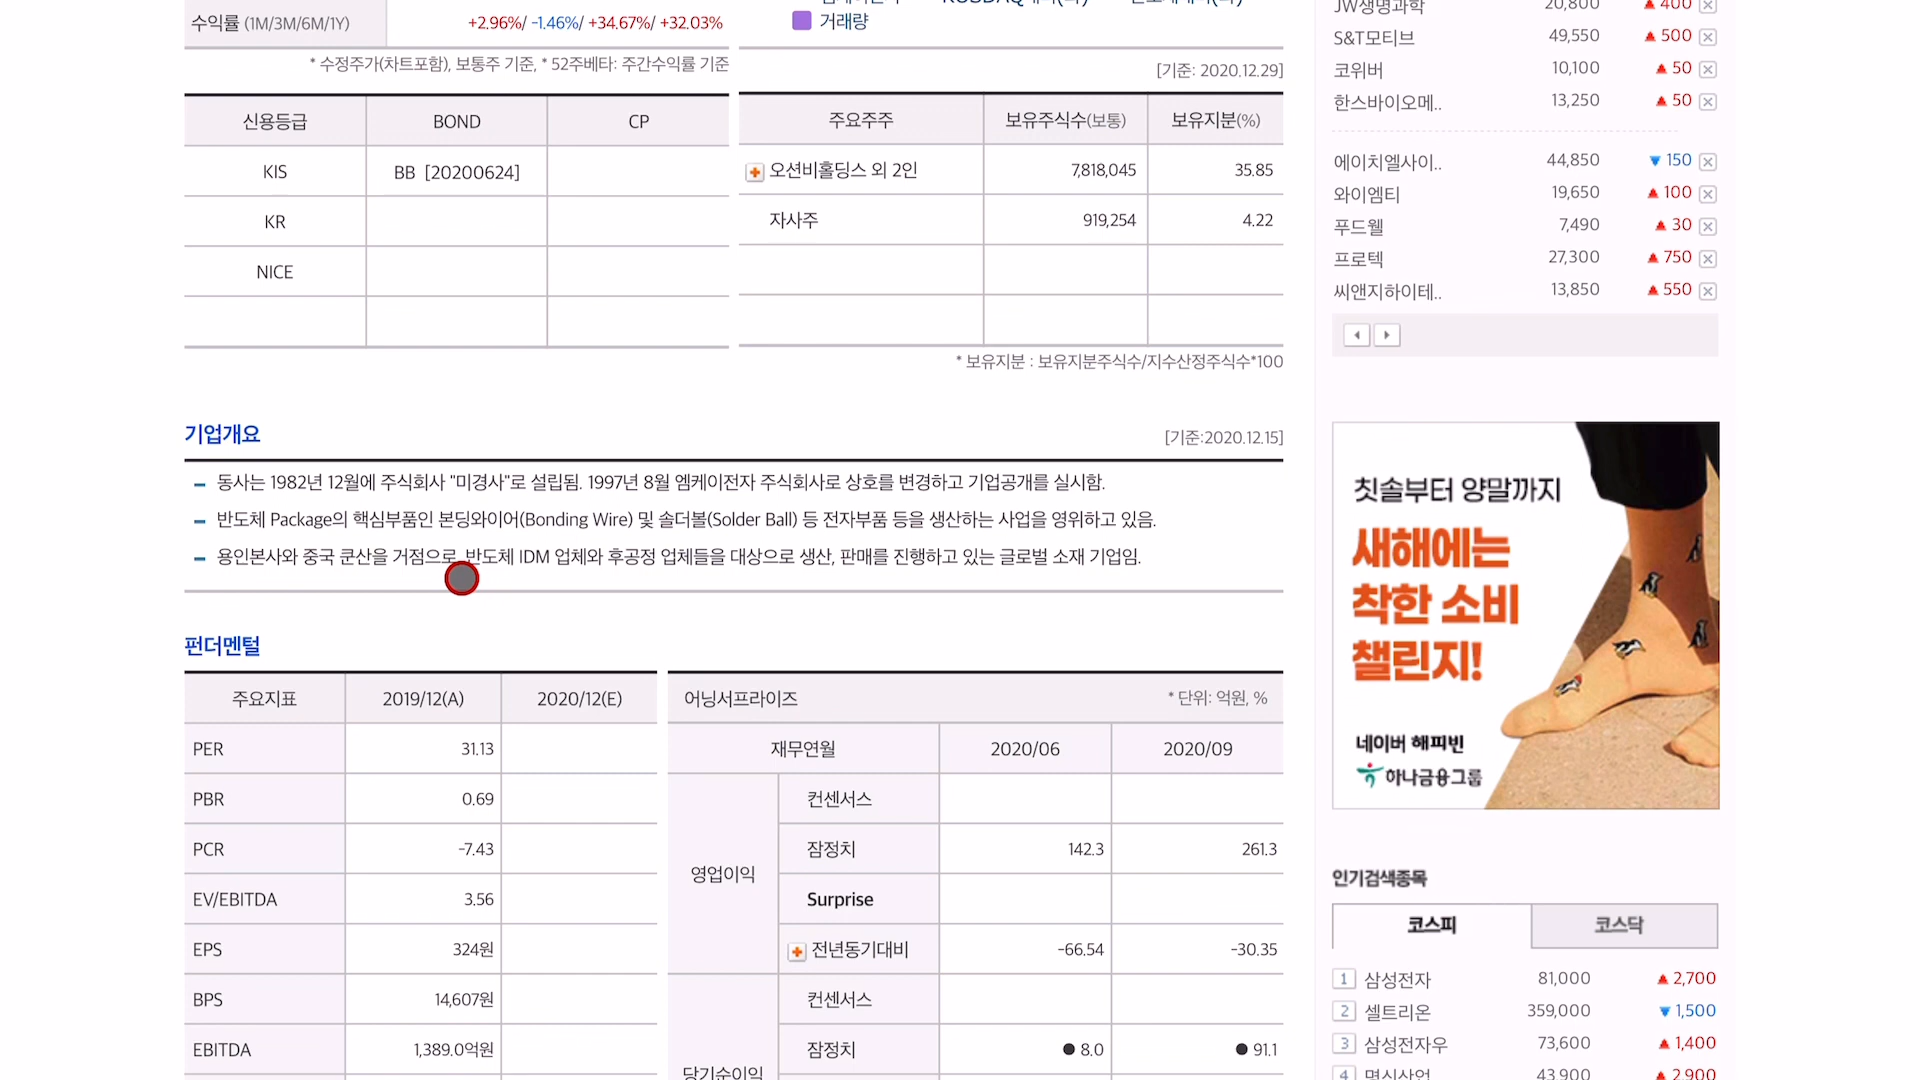 수익률 (1M/3M/6M/1Y) +2.96%/ -1.46%/ +34.67%/ +32.03%
* 수정주가(차트포함), 보통주 기준, * 52주베타: 주간수익률 기준
신용등급 BOND CP
KIS BB [20200624]
KR
NICE
거래량
[기준: 2020.12.29]
주요주주 보유주식수(보통) 보유지분(%)
오션비홀딩스 외 2인 7,818,045 35.85
자사주 919,254 4.22
* 보유지분 : 보유지분주식수/지수산정주식수*100
기업개요 [기준:2020.12.15]
동사는 1982년 12월에 주식회사 "미경사"로 설립됨. 1997년 8월 엠케이전자 주식회사로 상호를 변경하고 기업공개를 실시함.
반도체 Package의 핵심부품인 본딩와이어(Bonding Wire) 및 솔더볼(Solder Ball) 등 전자부품 등을 생산하는 사업을 영위하고 있음.
용인본사와 중국 쿤산을 거점으로, 반도체 IDM 업체와 후공정 업체들을 대상으로 생산, 판매를 진행하고 있는 글로벌 소재 기업임.
펀더멘털
주요지표 2019/12(A) 2020/12(E)
PER 31.13
PBR 0.69
PCR -7.43
EV/EBITDA 3.56
EPS 324원
BPS 14,607원
EBITDA 1,389.0억원
어닝서프라이즈 * 단위: 억원, %
재무연월 2020/06 2020/09
영업이익
컨센서스
잠정치 142.3 261.3
Surprise
전년동기대비 -66.54 -30.35
당기순이익
컨센서스
잠정치 ● 8.0 ● 91.1
JW생명과학 20,800 ▲ 400
S&T모티브 49,550 ▲ 500
코위버 10,100 ▲ 50
한스바이오메.. 13,250 ▲ 50
에이치엘사이.. 44,850 ▼ 150
와이엠티 19,650 ▲ 100
푸드웰 7,490 ▲ 30
프로텍 27,300 ▲ 750
씨앤지하이테.. 13,850 ▲ 550
칫솔부터 양말까지
새해에는
착한 소비
챌린지!
네이버 해피빈
하나금융그룹
인기검색종목
코스피 코스닥
1 삼성전자 81,000 ▲ 2,700
2 셀트리온 359,000 ▼ 1,500
3 삼성전자우 73,600 ▲ 1,400
4 명신산업 43,900 ▲ 2,900